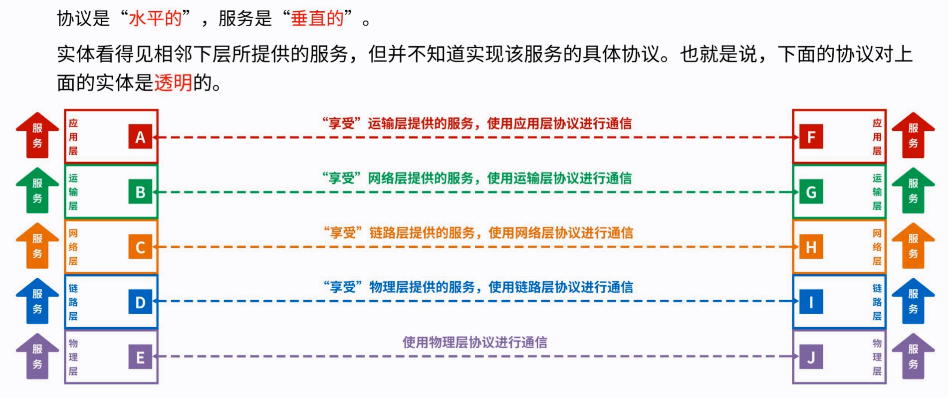 协议是“水平的”，服务是“垂直的”。
实体看得见相邻下层所提供的服务，但并不知道实现该服务的具体协议。也就是说，下面的协议对上
面的实体是透明的。
服务 应用层 A “享受”运输层提供的服务，使用应用层协议进行通信 F 应用层 服务
服务 运输层 B “享受”网络层提供的服务，使用运输层协议进行通信 G 运输层 服务
服务 网络层 C “享受”链路层提供的服务，使用网络层协议进行通信 H 网络层 服务
服务 链路层 D “享受”物理层提供的服务，使用链路层协议进行通信 I 链路层 服务
服务 物理层 E 使用物理层协议进行通信 J 物理层 服务